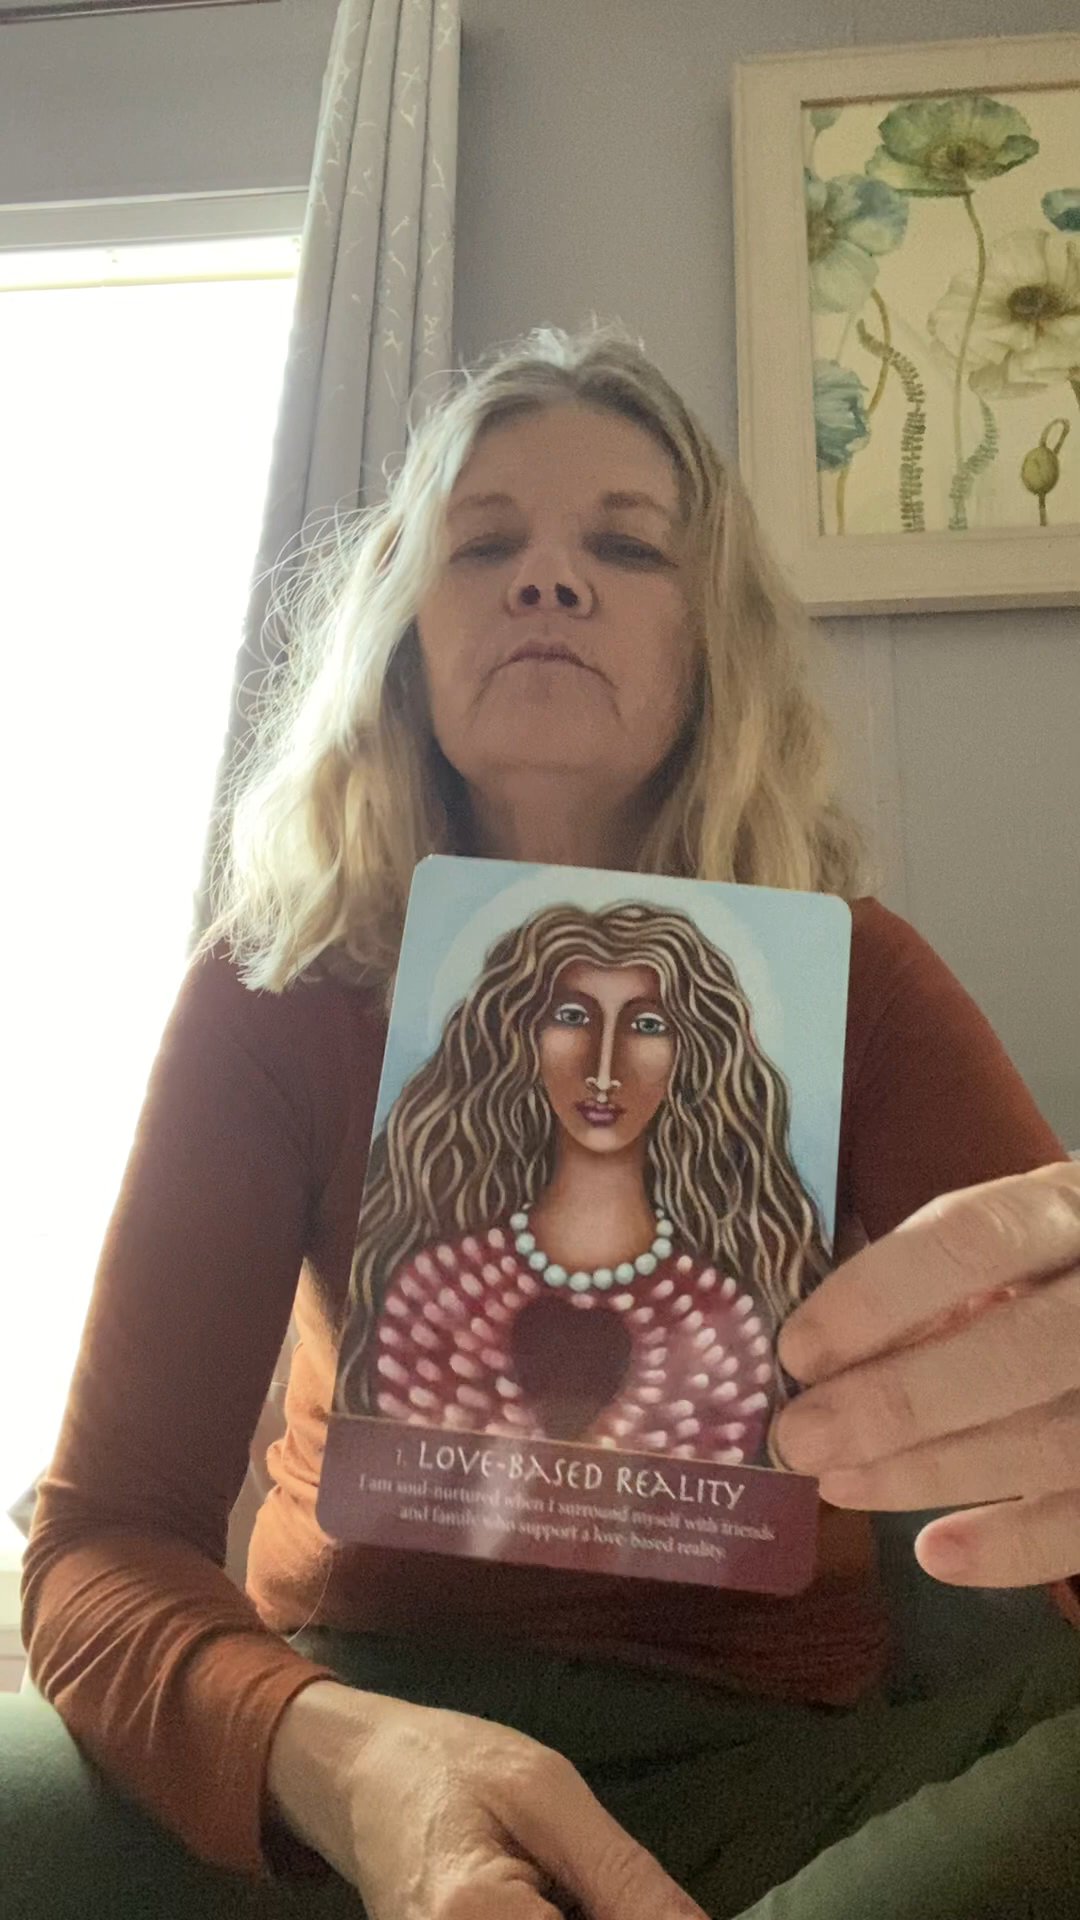 1. LOVE-BASED REALITY
I am soul-nurtured when I surround myself with friends
and family who support a love-based reality.